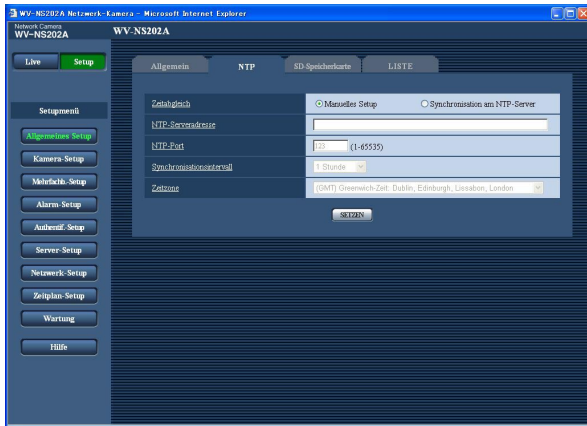 WV-NS202A Netzwerk-Kamera - Microsoft Internet Explorer
Network Camera
WV-NS202A
WV-NS202A
Live
Setup
Allgemein
NTP
SD-Speicherkarte
LISTE
Setupmenü
Allgemeines Setup
Kamera-Setup
Mehrfachb.-Setup
Alarm-Setup
Authentif.-Setup
Server-Setup
Netzwerk-Setup
Zeitplan-Setup
Wartung
Hilfe
Zeitabgleich
Manuelles Setup
Synchronisation am NTP-Server
NTP-Serveradresse
NTP-Port
123
(1-65535)
Synchronisationsintervall
1 Stunde
Zeitzone
(GMT) Greenwich-Zeit: Dublin, Edinburgh, Lissabon, London
SETZEN